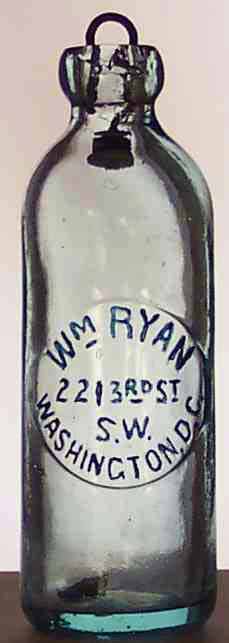 WM RYAN
221 3RD ST
S.W.
WASHINGTON, D.C.